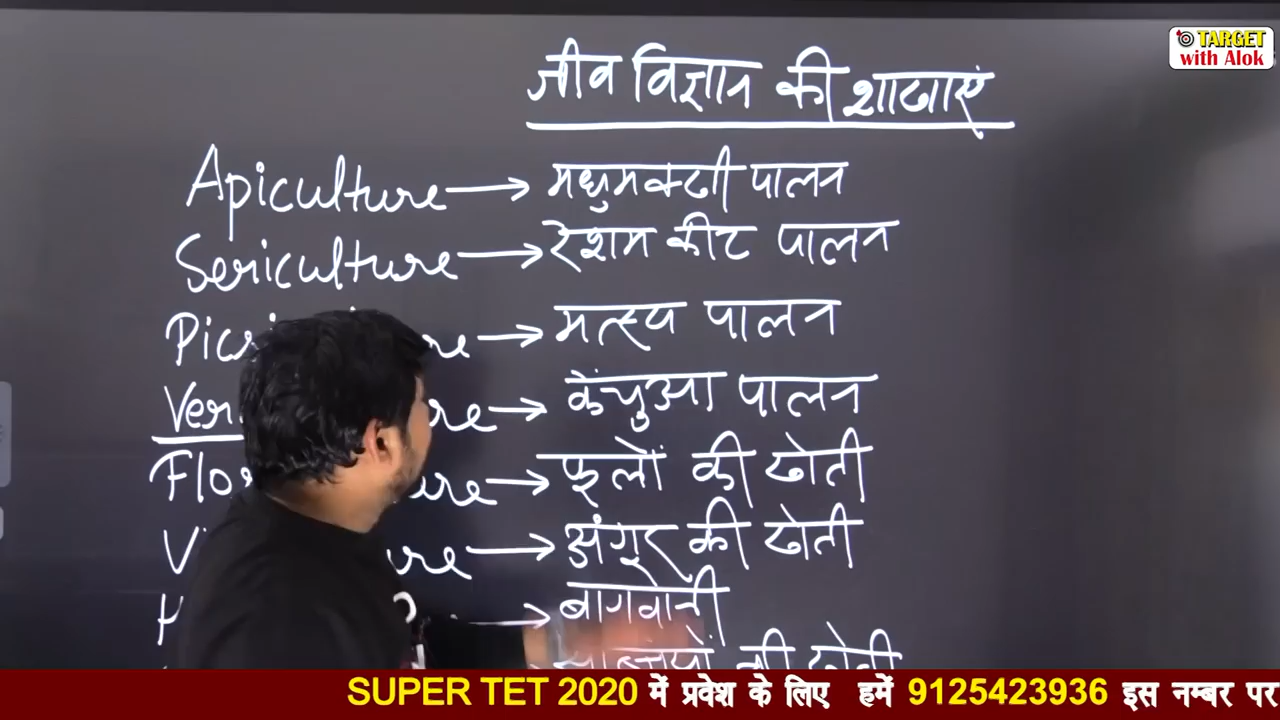 TARGET
with Alok
जीव विज्ञान की शाखाएं
Apiculture → मधुमक्खी पालन
Sericulture → रेशम कीट पालन
→ मत्स्य पालन
→ केंचुआ पालन
→ फूलों की खेती
→ अंगूर की खेती
→ बागवानी
की खेती
SUPER TET 2020 में प्रवेश के लिए हमें 9125423936 इस नम्बर पर